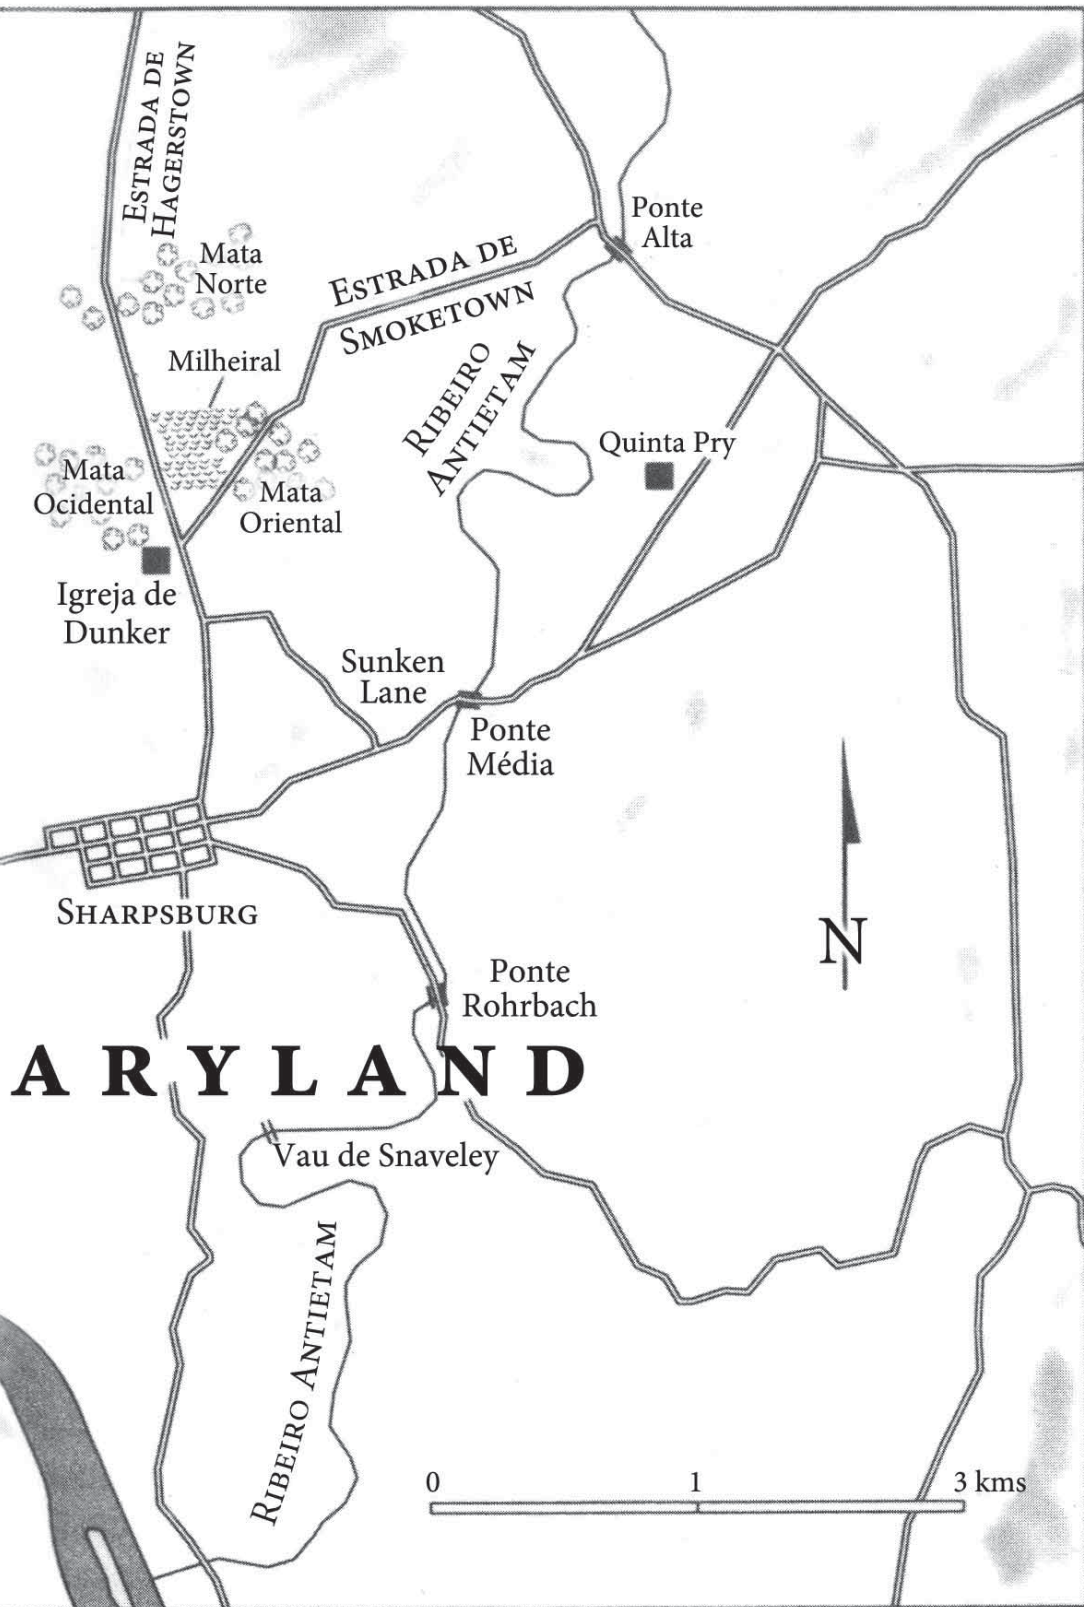 ESTRADA DE
HAGERSTOWN
Ponte
Alta
Mata
Norte
ESTRADA DE
SMOKETOWN
Milheiral
RIBEIRO
ANTIETAM
Quinta Pry
Mata
Ocidental
Mata
Oriental
Igreja de
Dunker
Sunken
Lane
Ponte
Média
SHARPSBURG
N
Ponte
Rohrbach
ARYLAND
Vau de Snaveley
RIBEIRO ANTIETAM
0 1 3 kms